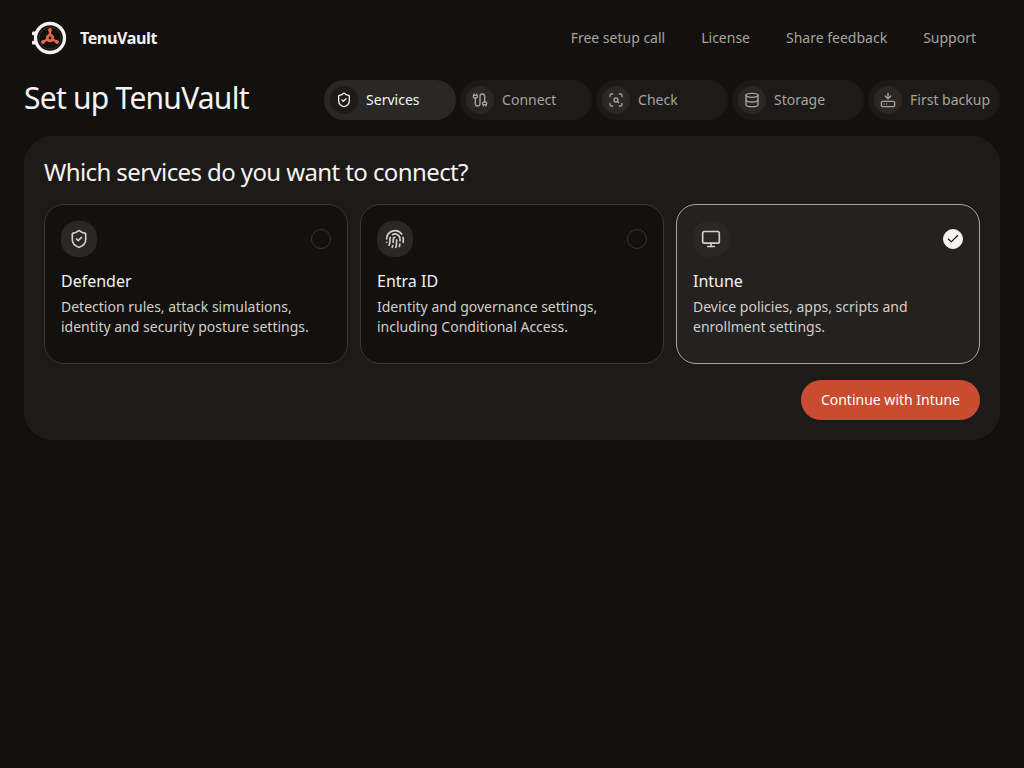 TenuVault
Free setup call
License
Share feedback
Support
Set up TenuVault
Services
Connect
Check
Storage
First backup
Which services do you want to connect?
Defender
Detection rules, attack simulations,
identity and security posture settings.
Entra ID
Identity and governance settings,
including Conditional Access.
Intune
Device policies, apps, scripts and
enrollment settings.
Continue with Intune